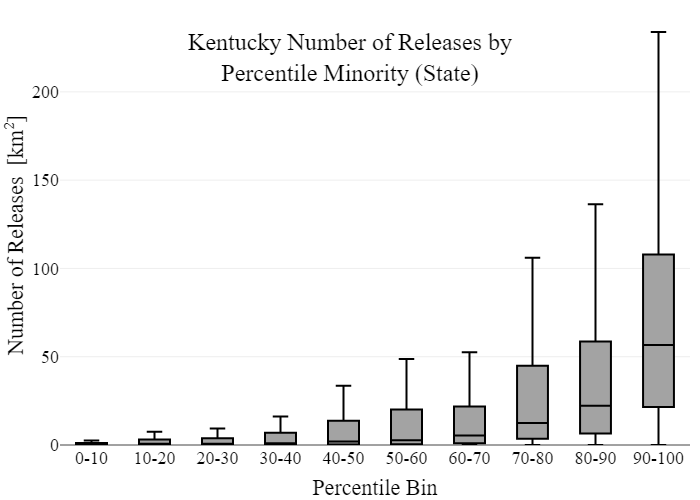 Kentucky Number of Releases by
Percentile Minority (State)
Number of Releases [km²]
200
150
100
50
0
0-10 10-20 20-30 30-40 40-50 50-60 60-70 70-80 80-90 90-100
Percentile Bin